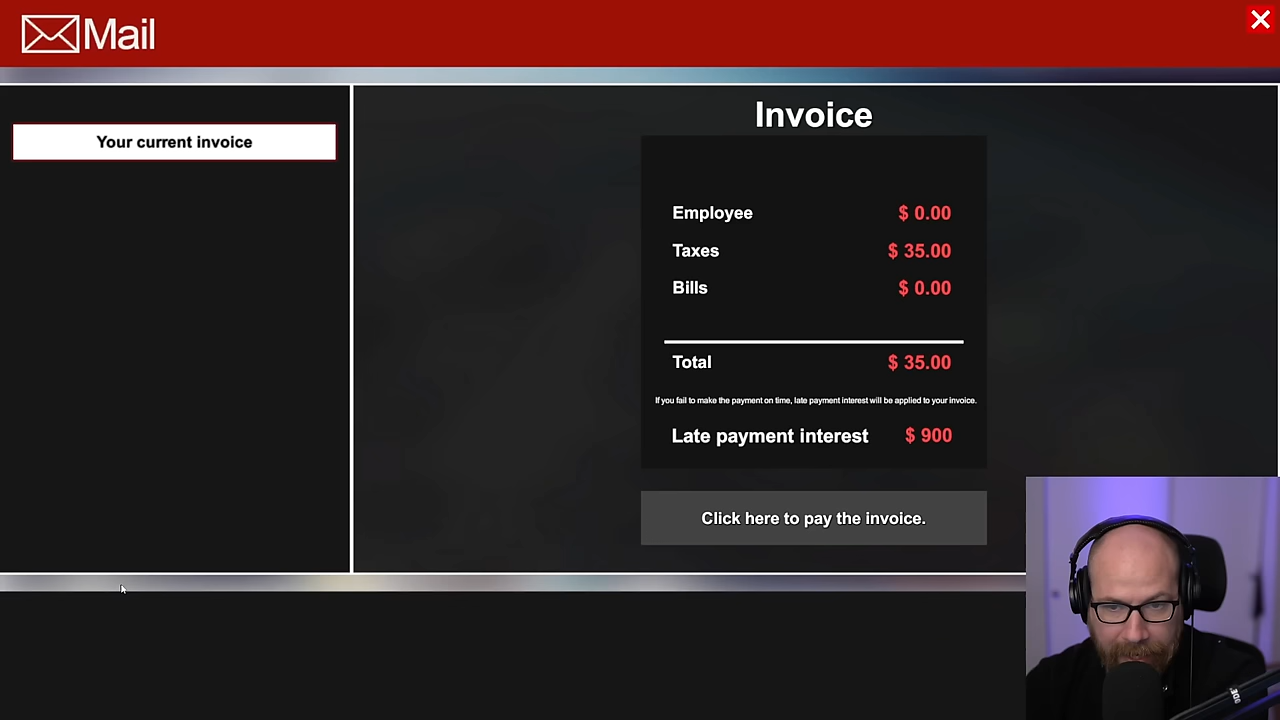 Mail
Your current invoice
Invoice
Employee $ 0.00
Taxes $ 35.00
Bills $ 0.00
Total $ 35.00
If you fail to make the payment on time, late payment interest will be applied to your invoice.
Late payment interest $ 900
Click here to pay the invoice.